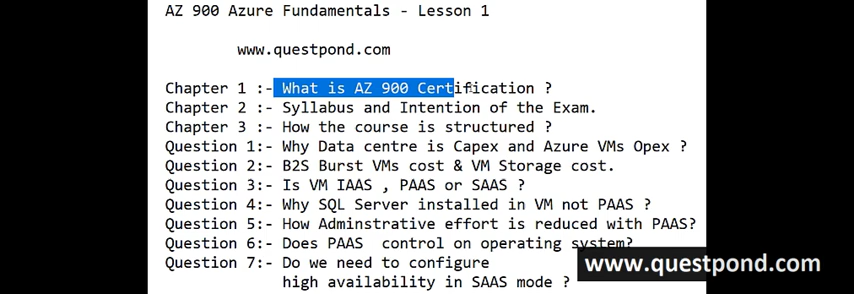 AZ 900 Azure Fundamentals - Lesson 1
www.questpond.com
Chapter 1 :- What is AZ 900 Certification ?
Chapter 2 :- Syllabus and Intention of the Exam.
Chapter 3 :- How the course is structured ?
Question 1:- Why Data centre is Capex and Azure VMs Opex ?
Question 2:- B2S Burst VMs cost & VM Storage cost.
Question 3:- Is VM IAAS , PAAS or SAAS ?
Question 4:- Why SQL Server installed in VM not PAAS ?
Question 5:- How Adminstrative effort is reduced with PAAS?
Question 6:- Does PAAS control on operating system?
Question 7:- Do we need to configure
high availability in SAAS mode ?
www.questpond.com